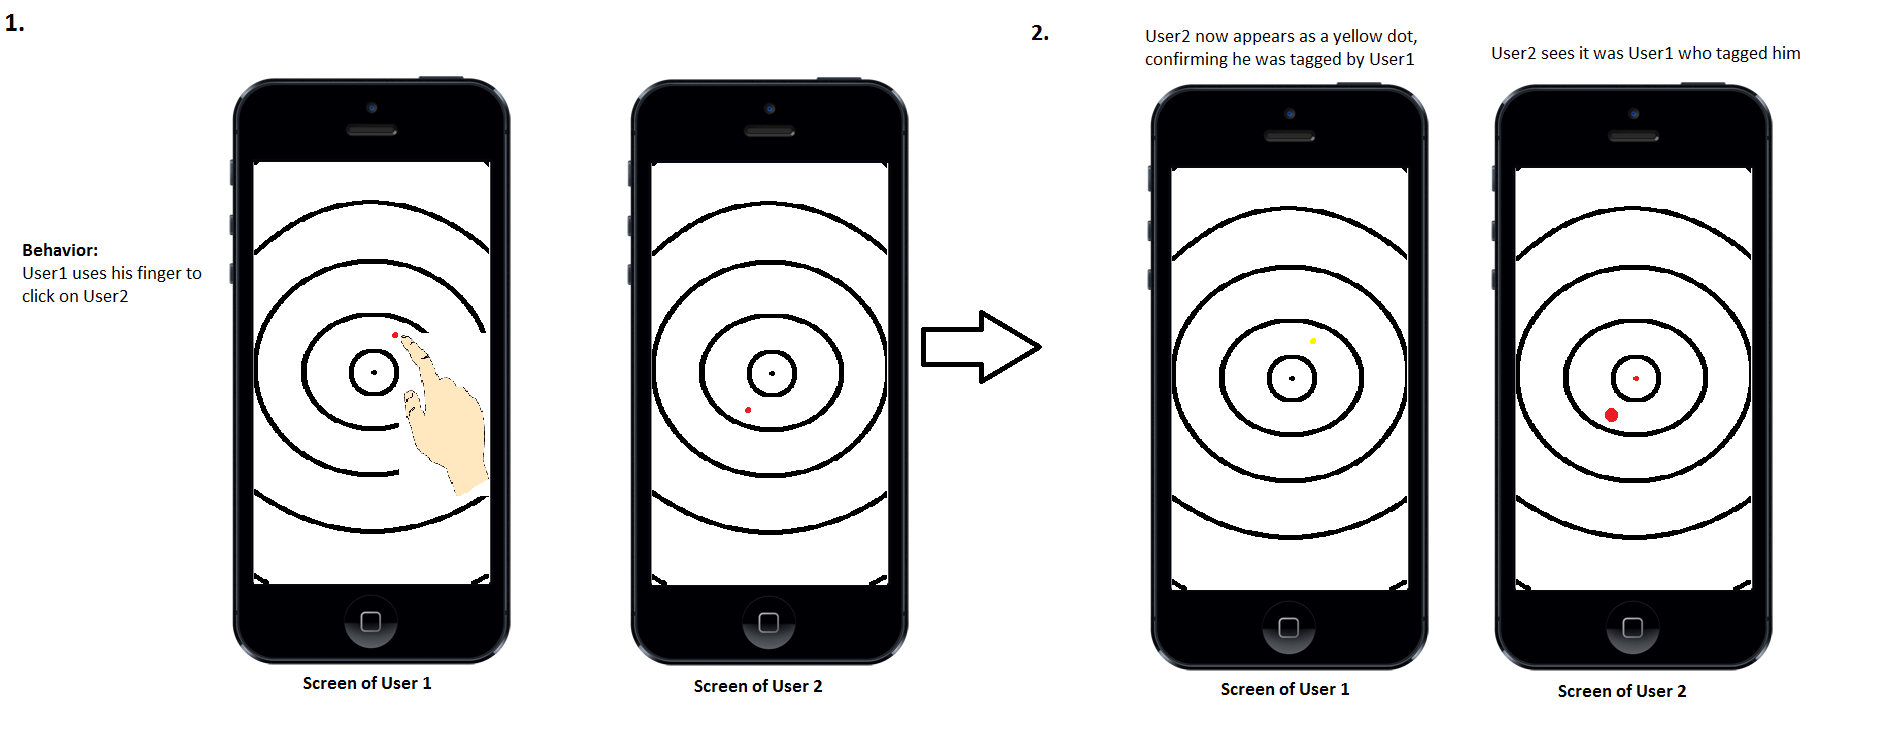 1.
Behavior:
User1 uses his finger to
click on User2
Screen of User 1
Screen of User 2
2.
User2 now appears as a yellow dot,
confirming he was tagged by User1
User2 sees it was User1 who tagged him
Screen of User 1
Screen of User 2